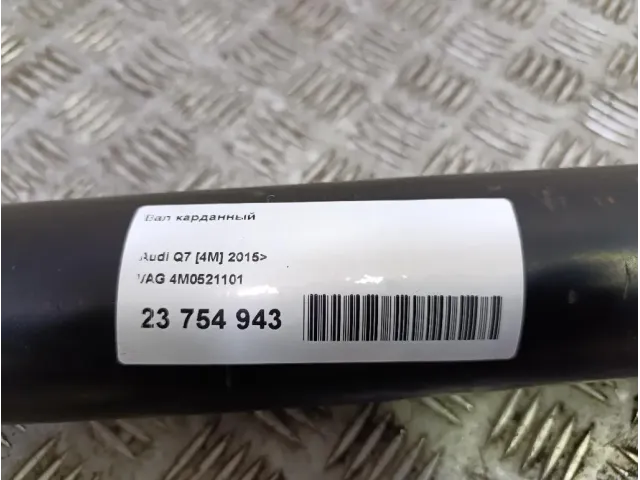 Вал карданный
Audi Q7 [4M] 2015>
VAG 4M0521101
23 754 943